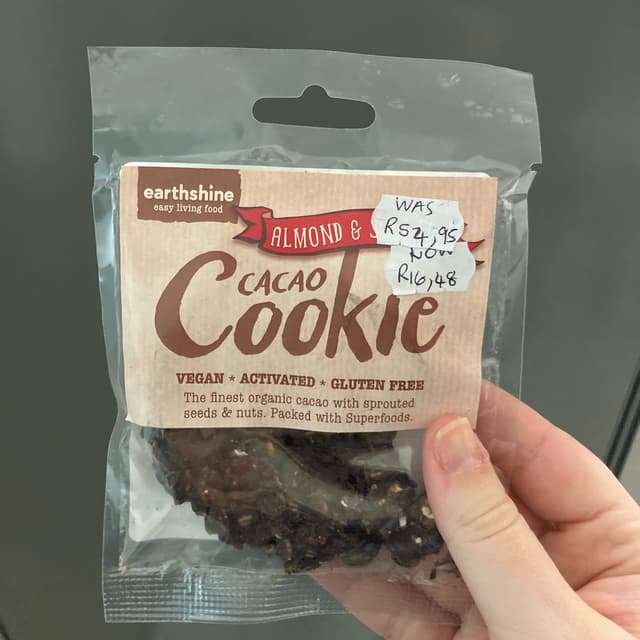 earthshine
easy living food
ALMOND &
WAS
R54,95
NOW
R16,48
CACAO
Cookie
VEGAN * ACTIVATED * GLUTEN FREE
The finest organic cacao with sprouted
seeds & nuts. Packed with Superfoods.